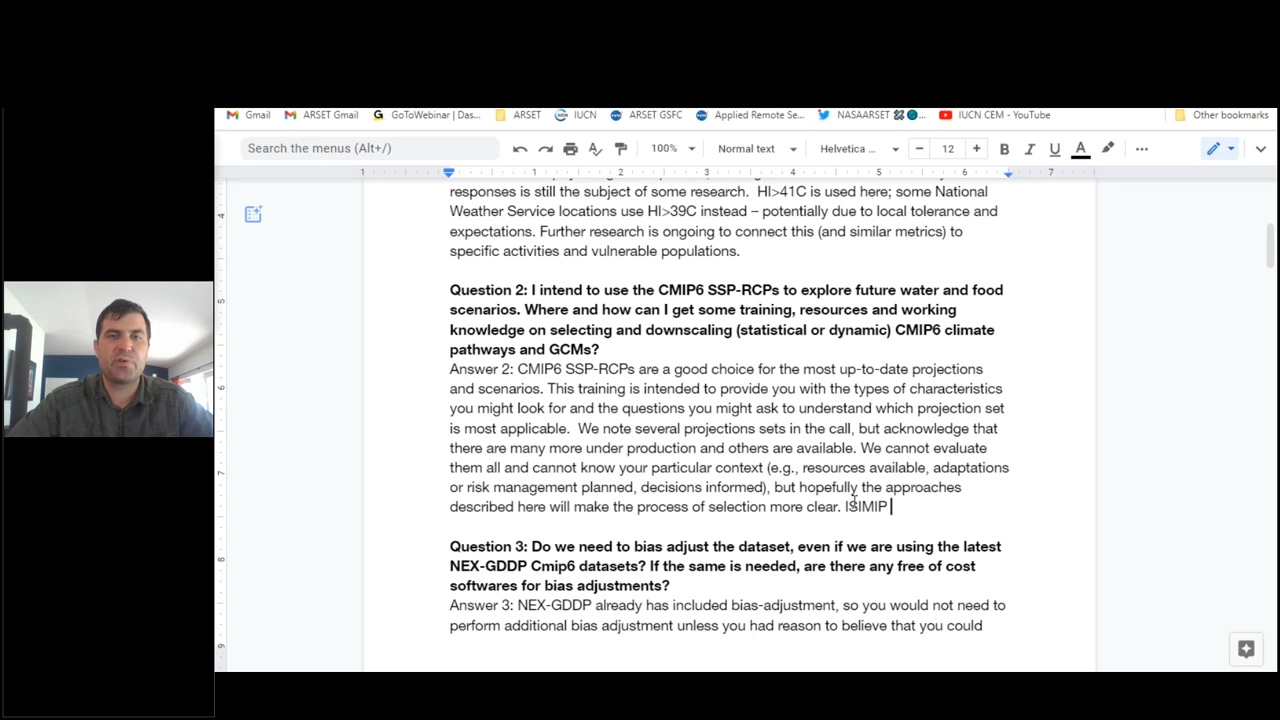 Gmail ARSET Gmail GoToWebinar | Das... ARSET IUCN ARSET GSFC Applied Remote Se... NASAARSET IUCN CEM - YouTube Other bookmarks
Search the menus (Alt+/) 100% Normal text Helvetica ... 12 B I U A
1 1 2 3 4 5 6 7
responses is still the subject of some research. HI>41C is used here; some National
Weather Service locations use HI>39C instead – potentially due to local tolerance and
expectations. Further research is ongoing to connect this (and similar metrics) to
specific activities and vulnerable populations.
Question 2: I intend to use the CMIP6 SSP-RCPs to explore future water and food
scenarios. Where and how can I get some training, resources and working
knowledge on selecting and downscaling (statistical or dynamic) CMIP6 climate
pathways and GCMs?
Answer 2: CMIP6 SSP-RCPs are a good choice for the most up-to-date projections
and scenarios. This training is intended to provide you with the types of characteristics
you might look for and the questions you might ask to understand which projection set
is most applicable. We note several projections sets in the call, but acknowledge that
there are many more under production and others are available. We cannot evaluate
them all and cannot know your particular context (e.g., resources available, adaptations
or risk management planned, decisions informed), but hopefully the approaches
described here will make the process of selection more clear. ISIMIP
Question 3: Do we need to bias adjust the dataset, even if we are using the latest
NEX-GDDP Cmip6 datasets? If the same is needed, are there any free of cost
softwares for bias adjustments?
Answer 3: NEX-GDDP already has included bias-adjustment, so you would not need to
perform additional bias adjustment unless you had reason to believe that you could
4
5
6
7
8
9